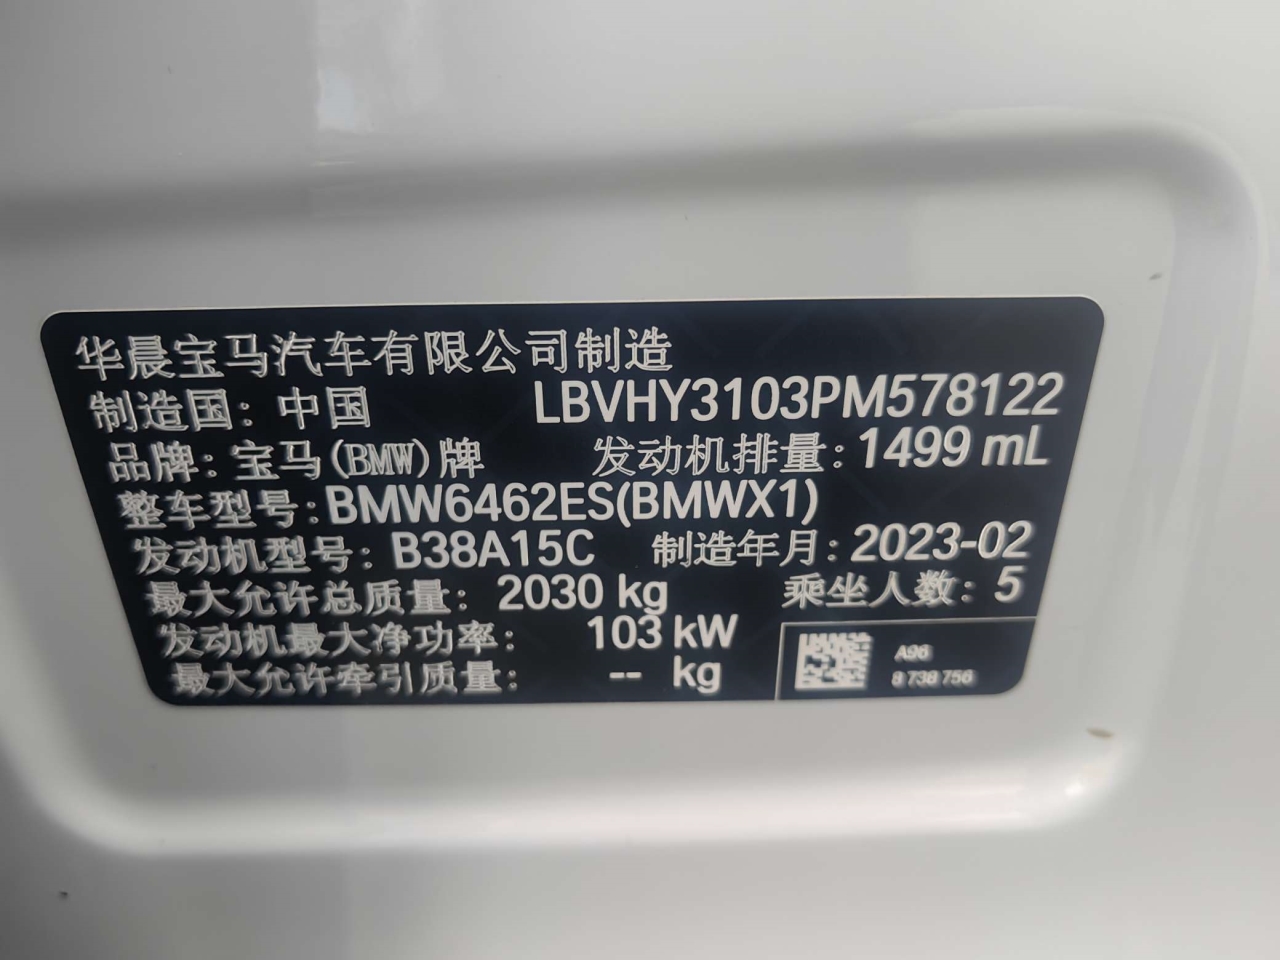 华晨宝马汽车有限公司制造
制造国: 中国 LBVHY3103PM578122
品牌: 宝马(BMW)牌 发动机排量: 1499 mL
整车型号: BMW6462ES(BMWX1)
发动机型号: B38A15C 制造年月: 2023-02
最大允许总质量: 2030 kg 乘坐人数: 5
发动机最大净功率: 103 kW
最大允许牵引质量: -- kg
A96
8 738 756